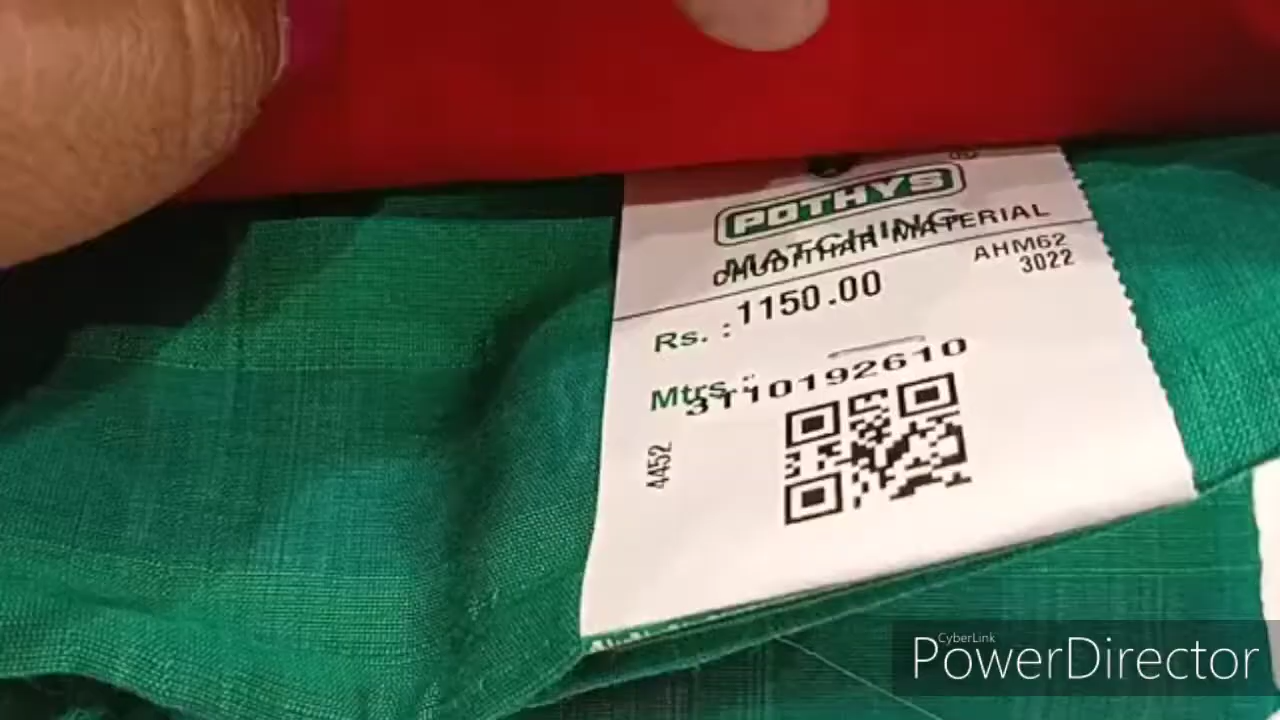 POTHYS
MATCHING
CHUDITHAR MATERIAL
AHM62
3022
Rs. : 1150.00
Mtrs. :
3110192610
4452
CyberLink
PowerDirector